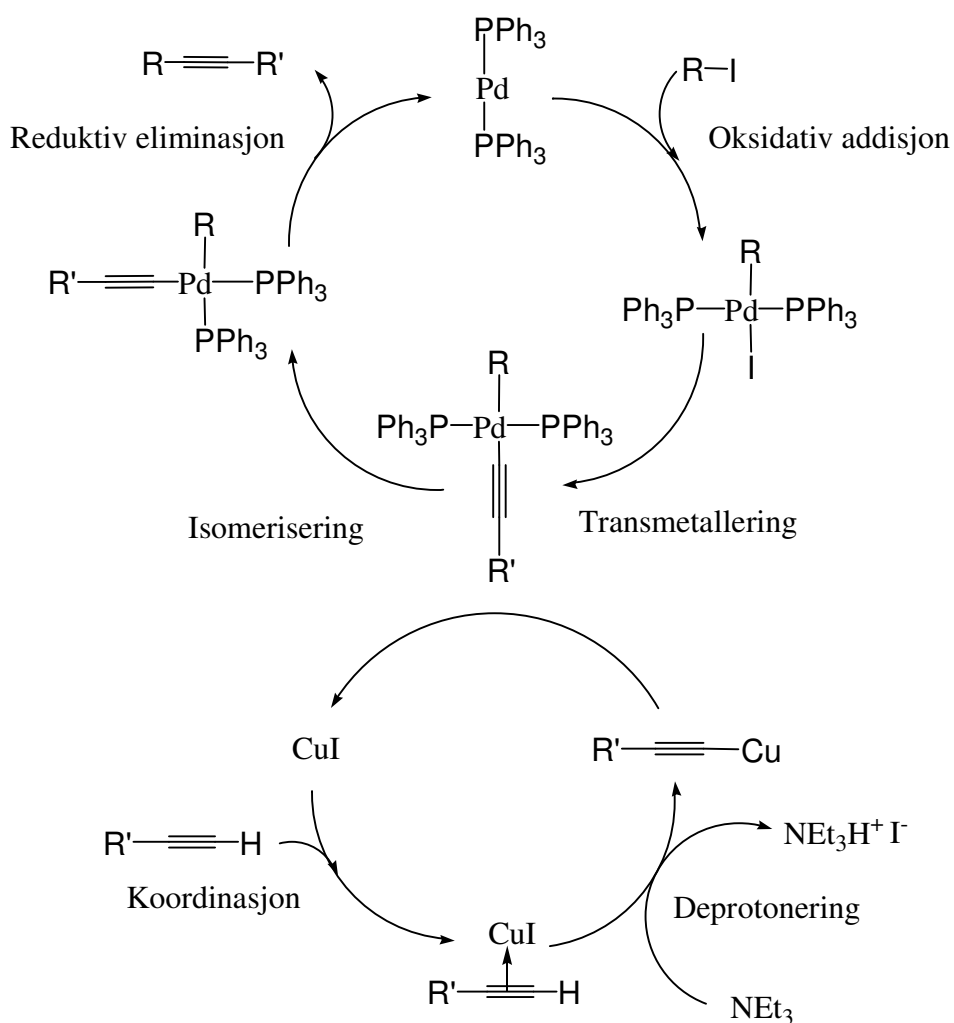 PPh3
R R'
Pd
R I
PPh3
Reduktiv eliminasjon
Oksidativ addisjon
R
R' Pd PPh3
PPh3
R
Ph3P Pd PPh3
I
R
Ph3P Pd PPh3
R'
Isomerisering
Transmetallering
CuI
R' Cu
R' H
NEt3H+ I-
Koordinasjon
Deprotonering
CuI
R' H
NEt3